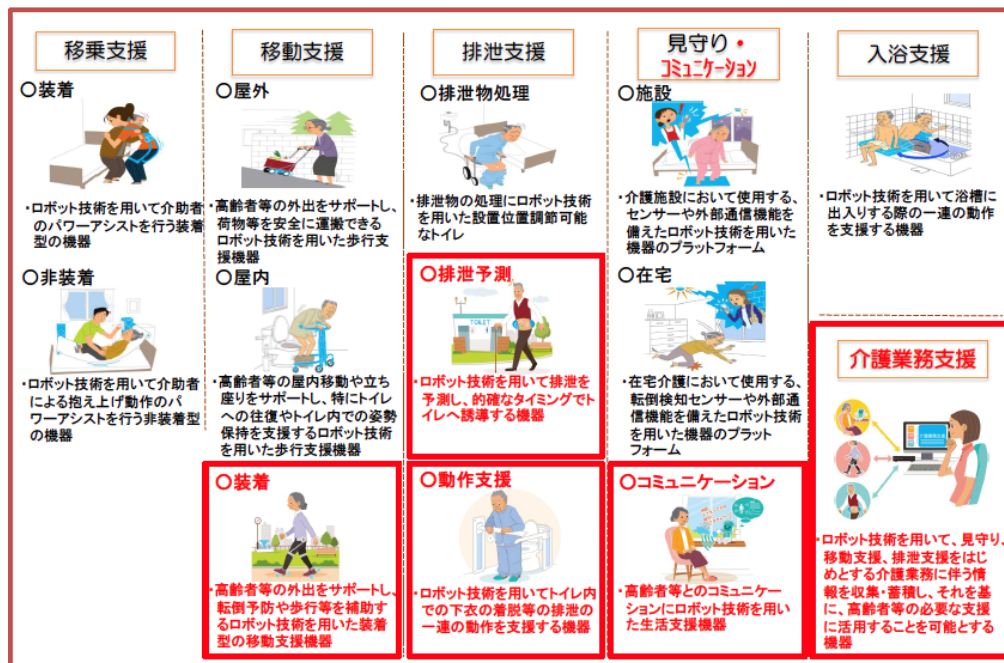 移乗支援
○装着
・ロボット技術を用いて介助者
のパワーアシストを行う装着
型の機器
○非装着
・ロボット技術を用いて介助者
による抱え上げ動作のパ
ワーアシストを行う非装着型
の機器
移動支援
○屋外
・高齢者等の外出をサポートし、
荷物等を安全に運搬できる
ロボット技術を用いた歩行支
援機器
○屋内
・高齢者等の屋内移動や立ち
座りをサポートし、特にトイレ
への往復やトイレ内での姿勢
保持を支援するロボット技術
を用いた歩行支援機器
○装着
・高齢者等の外出をサポートし、
転倒予防や歩行等を補助す
るロボット技術を用いた装着
型の移動支援機器
排泄支援
○排泄物処理
・排泄物の処理にロボット技術
を用いた設置位置調節可能
なトイレ
○排泄予測
TOILET
・ロボット技術を用いて排泄を
予測し、的確なタイミングでト
イレへ誘導する機器
○動作支援
・ロボット技術を用いてトイレ内
での下衣の着脱等の排泄の
一連の動作を支援する機器
見守り・
コミュニケーション
○施設
・介護施設において使用する、
センサーや外部通信機能を
備えたロボット技術を用いた
機器のプラットフォーム
○在宅
・在宅介護において使用する、
転倒検知センサーや外部通
信機能を備えたロボット技術
を用いた機器のプラット
フォーム
○コミュニケーション
・高齢者等とのコミュニケー
ションにロボット技術を用い
た生活支援機器
入浴支援
・ロボット技術を用いて浴槽に
出入りする際の一連の動作
を支援する機器
介護業務支援
介護業務支援
・ロボット技術を用いて、見守り、
移動支援、排泄支援をはじ
めとする介護業務に伴う情
報を収集・蓄積し、それを基
に、高齢者等の必要な支援
に活用することを可能とする
機器